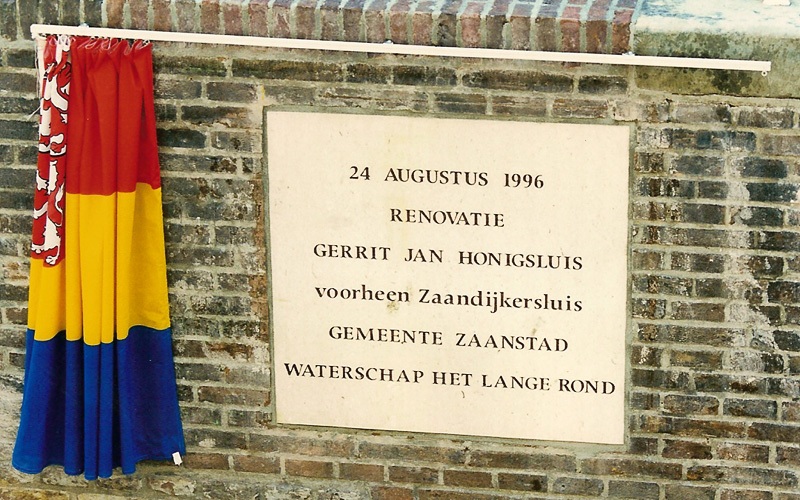 24 AUGUSTUS 1996
RENOVATIE
GERRIT JAN HONIGSLUIS
voorheen Zaandijkersluis
GEMEENTE ZAANSTAD
WATERSCHAP HET LANGE ROND